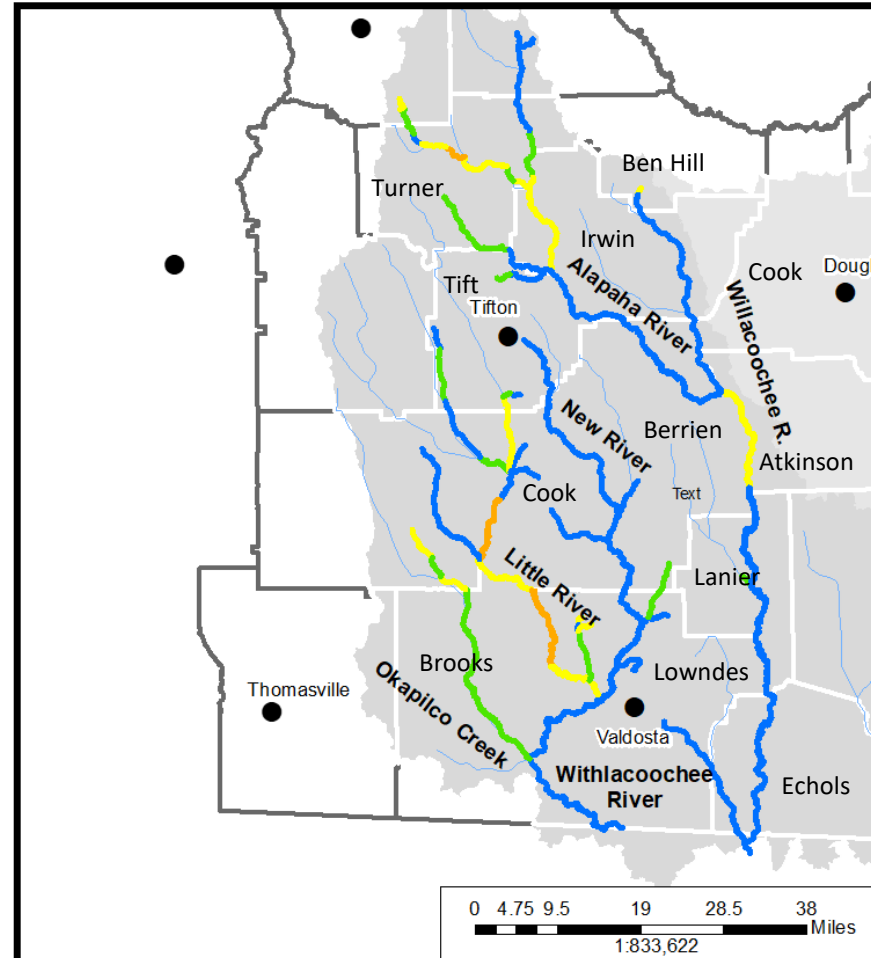 Ben Hill
Turner
Irwin
Cook
Doug
Tift
Alapaha River
Tifton
Willacoochee R.
New River
Berrien
Atkinson
Cook
Text
Little River
Lanier
Brooks
Lowndes
Thomasville
Okapilco Creek
Valdosta
Withlacoochee
River
Echols
0 4.75 9.5 19 28.5 38
Miles
1:833,622